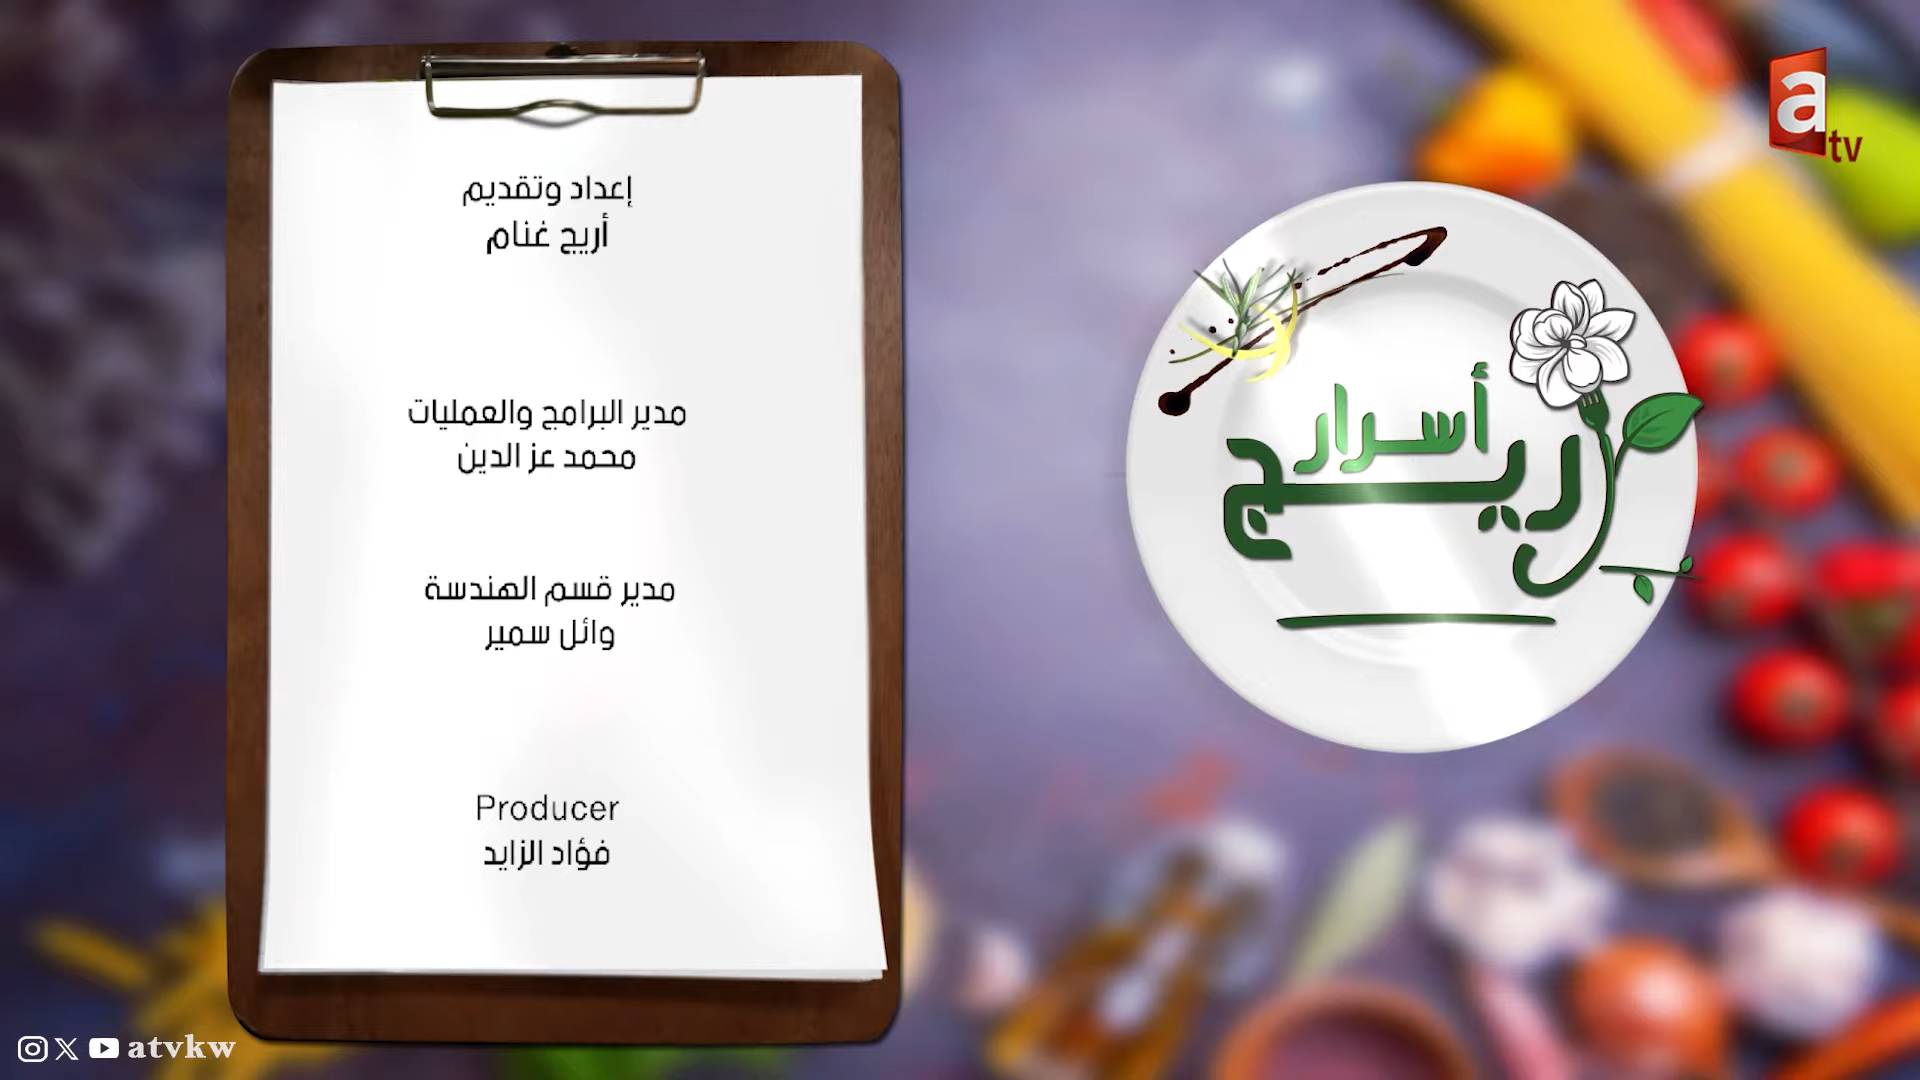 إعداد وتقديم
أريج غنام
مدير البرامج والعمليات
محمد عز الدين
مدير قسم الهندسة
وائل سمير
Producer
فؤاد الزايد
أسرار
أريج
a tv
atvkw